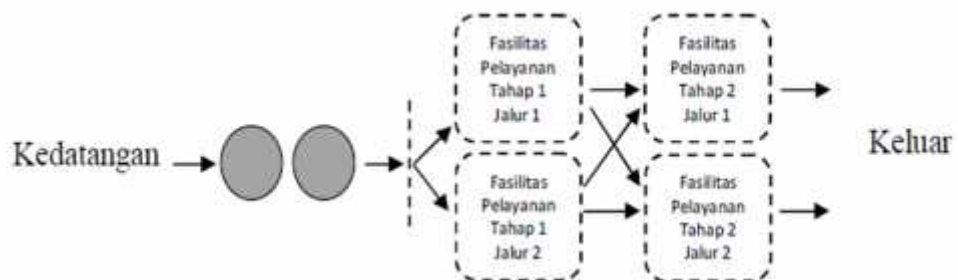 Kedatangan
Fasilitas
Pelayanan
Tahap 1
Jalur 1
Fasilitas
Pelayanan
Tahap 2
Jalur 1
Fasilitas
Pelayanan
Tahap 1
Jalur 2
Fasilitas
Pelayanan
Tahap 2
Jalur 2
Keluar